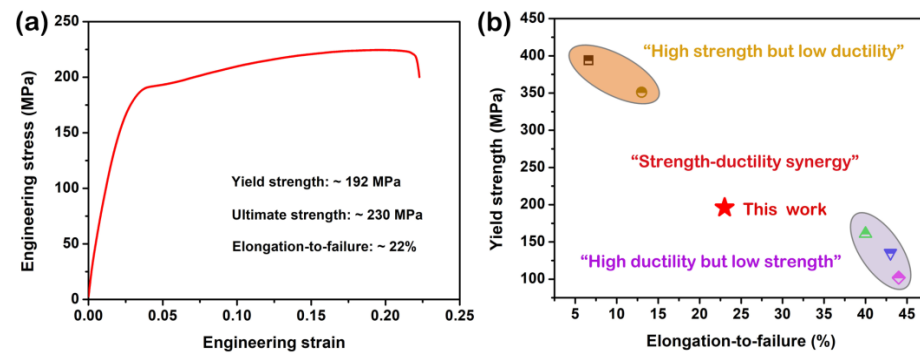 (a)
250
200
150
100
50
0
Engineering stress (MPa)
Yield strength: ~ 192 MPa
Ultimate strength: ~ 230 MPa
Elongation-to-failure: ~ 22%
0.00 0.05 0.10 0.15 0.20 0.25
Engineering strain
(b)
450
400
350
300
250
200
150
100
Yield strength (MPa)
“High strength but low ductility”
“Strength-ductility synergy”
This work
“High ductility but low strength”
5 10 15 20 25 30 35 40 45
Elongation-to-failure (%)